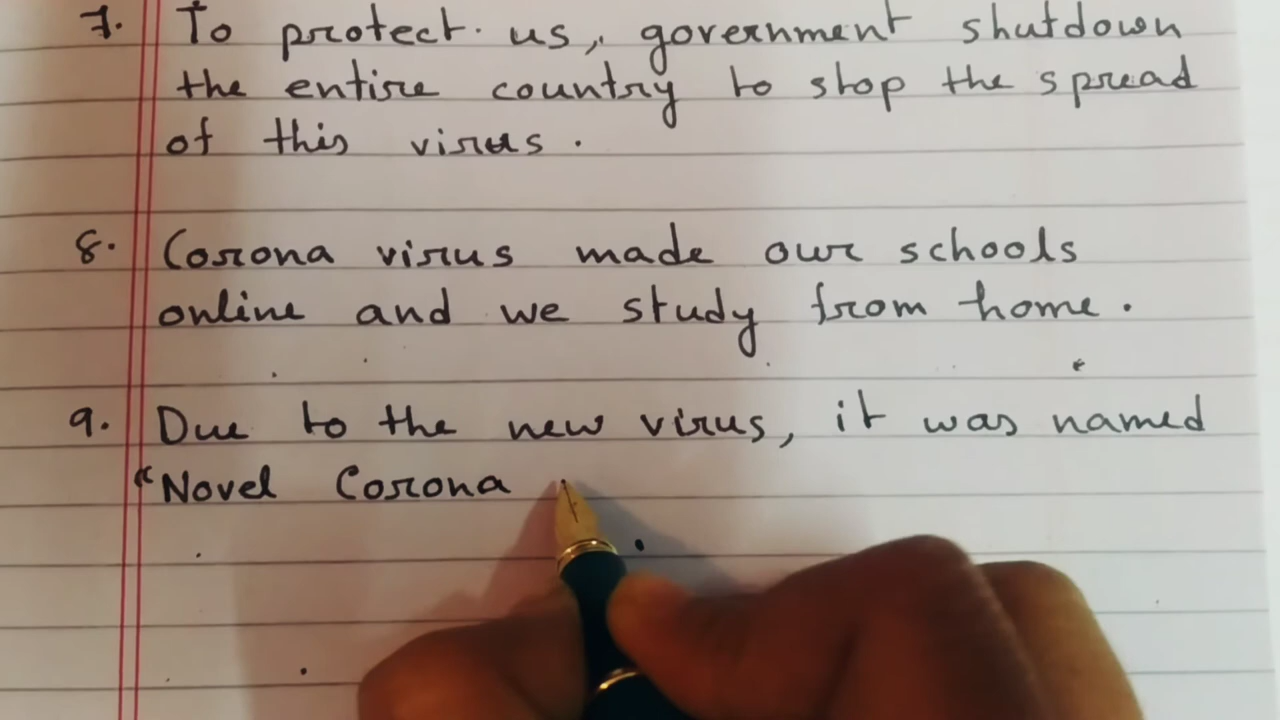 7. To protect us, government shutdown
the entire country to stop the spread
of this virus.
8. Corona virus made our schools
online and we study from home.
9. Due to the new virus, it was named
"Novel Corona